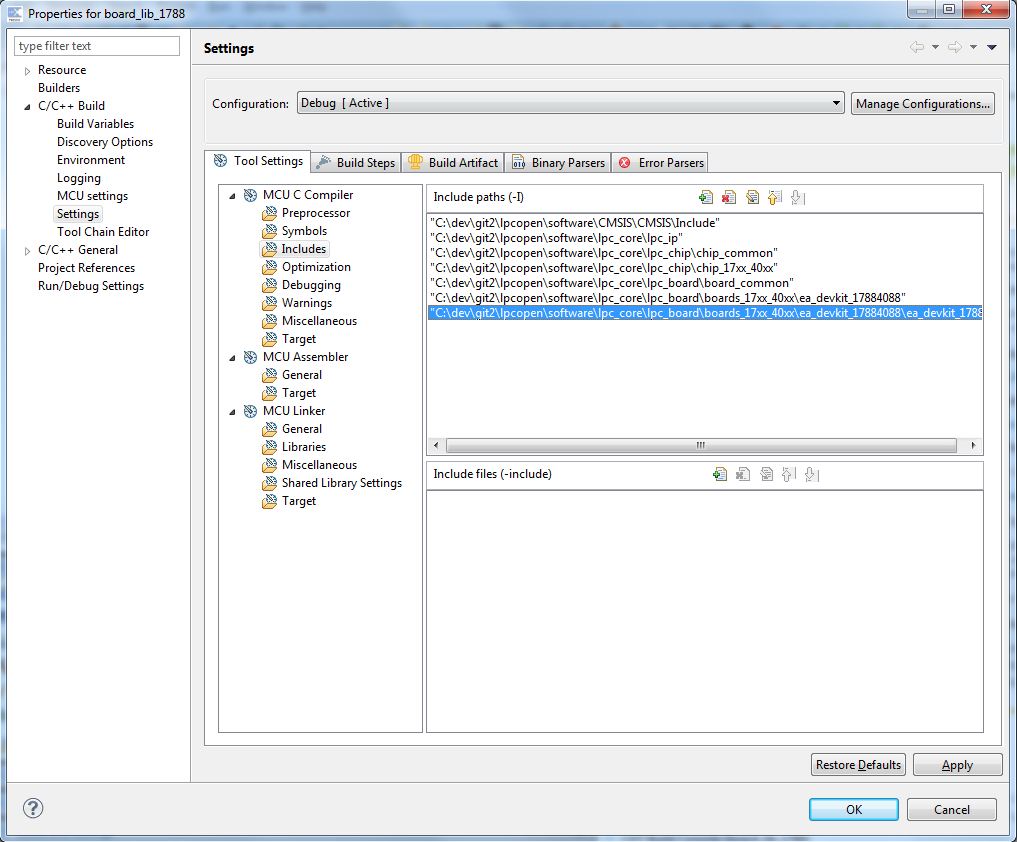 Properties for board_lib_1788
type filter text
Resource
Builders
C/C++ Build
Build Variables
Discovery Options
Environment
Logging
MCU settings
Settings
Tool Chain Editor
C/C++ General
Project References
Run/Debug Settings
Settings
Configuration: Debug [ Active ] Manage Configurations...
Tool Settings Build Steps Build Artifact Binary Parsers Error Parsers
MCU C Compiler
Preprocessor
Symbols
Includes
Optimization
Debugging
Warnings
Miscellaneous
Target
MCU Assembler
General
Target
MCU Linker
General
Libraries
Miscellaneous
Shared Library Settings
Target
Include paths (-I)
"C:\dev\git2\lpcopen\software\CMSIS\CMSIS\Include"
"C:\dev\git2\lpcopen\software\lpc_core\lpc_ip"
"C:\dev\git2\lpcopen\software\lpc_core\lpc_chip\chip_common"
"C:\dev\git2\lpcopen\software\lpc_core\lpc_chip\chip_17xx_40xx"
"C:\dev\git2\lpcopen\software\lpc_core\lpc_board\board_common"
"C:\dev\git2\lpcopen\software\lpc_core\lpc_board\boards_17xx_40xx\ea_devkit_17884088"
"C:\dev\git2\lpcopen\software\lpc_core\lpc_board\boards_17xx_40xx\ea_devkit_17884088\ea_devkit_1788
Include files (-include)
Restore Defaults Apply
OK Cancel